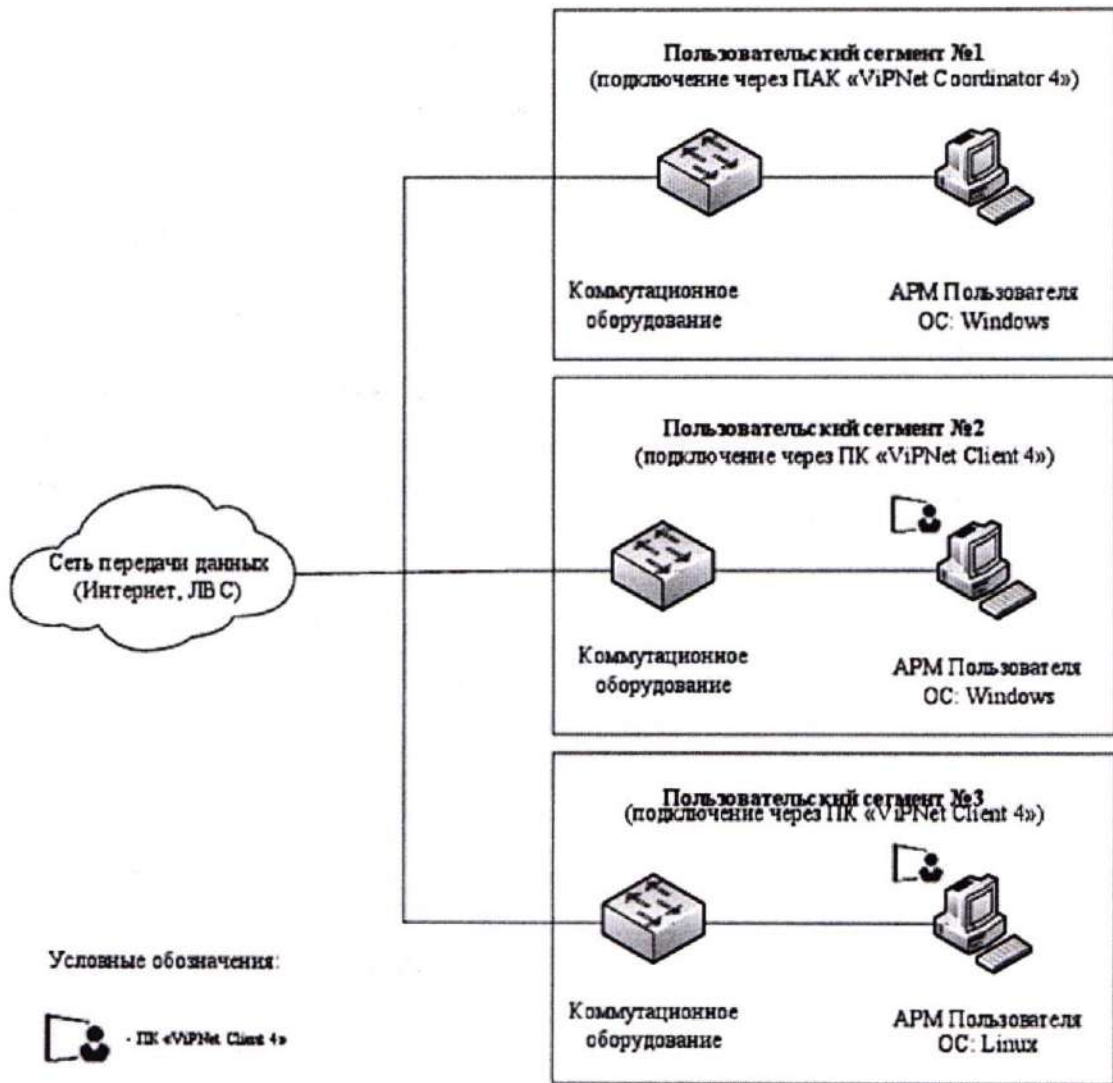 Пользовательский сегмент №1
(подключение через ПАК «ViPNet Coordinator 4»)
Коммутационное
оборудование
АРМ Пользователя
ОС: Windows
Пользовательский сегмент №2
(подключение через ПК «ViPNet Client 4»)
Сеть передачи данных
(Интернет, ЛВС)
Коммутационное
оборудование
АРМ Пользователя
ОС: Windows
Пользовательский сегмент №3
(подключение через ПК «ViPNet Client 4»)
Коммутационное
оборудование
АРМ Пользователя
ОС: Linux
Условные обозначения:
- ПК «ViPNet Client 4»